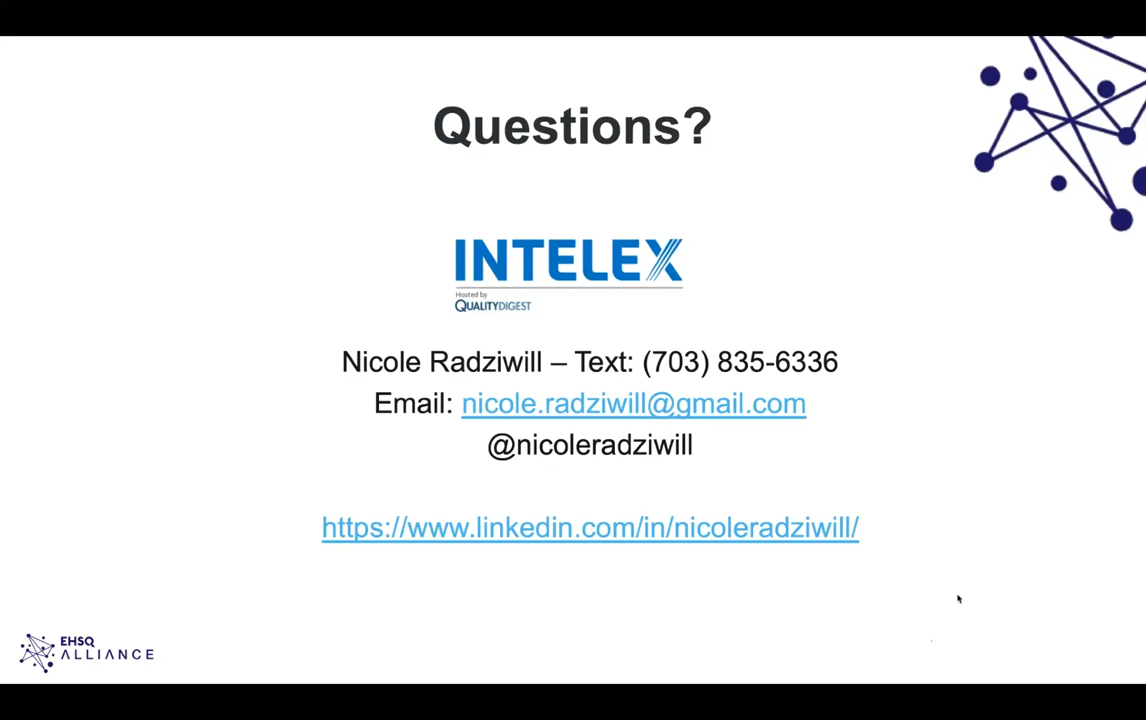 Questions?
INTELEX
Hosted by
QUALITYDIGEST
Nicole Radziwill – Text: (703) 835-6336
Email: nicole.radziwill@gmail.com
@nicoleradziwill
https://www.linkedin.com/in/nicoleradziwill/
EHSQ
ALLIANCE